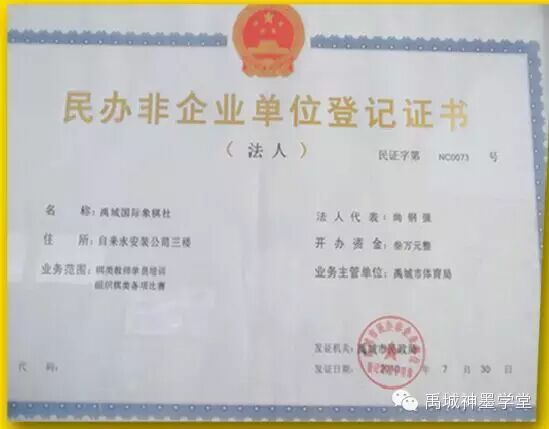 民办非企业单位登记证书
（法人）
民证字第 NC0073 号
名称：禹城国际象棋社
住所：自来水安装公司三楼
业务范围：棋类教师学员培训
组织棋类各项比赛
法人代表：尚钢强
开办资金：叁万元整
业务主管单位：禹城市体育局
发证机关：禹城市民政局
发证日期：2010 年 7 月 30 日
代码：
禹城神墨学堂